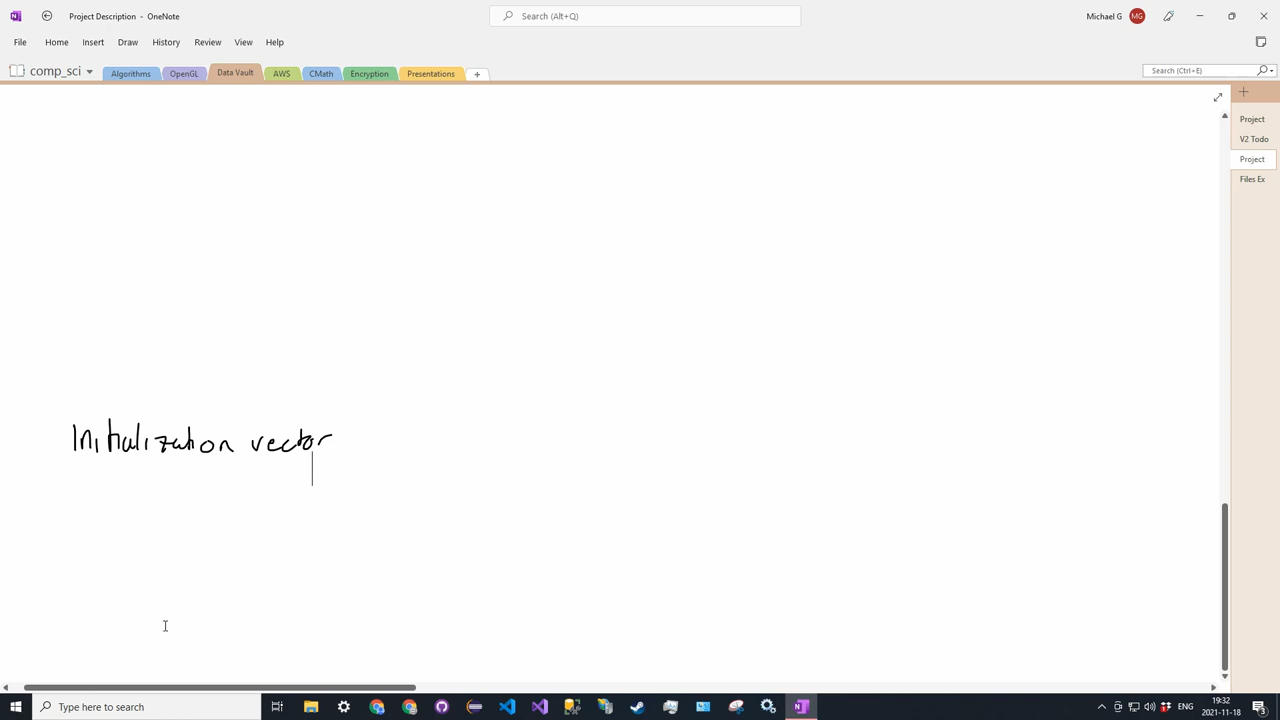 Project Description - OneNote
Search (Alt+Q)
Michael G
MG
File Home Insert Draw History Review View Help
comp_sci
Algorithms OpenGL Data Vault AWS CMath Encryption Presentations +
Search (Ctrl+E)
Project
V2 Todo
Project
Files Ex
Initialization vector
Type here to search
ENG
19:32
2021-11-18